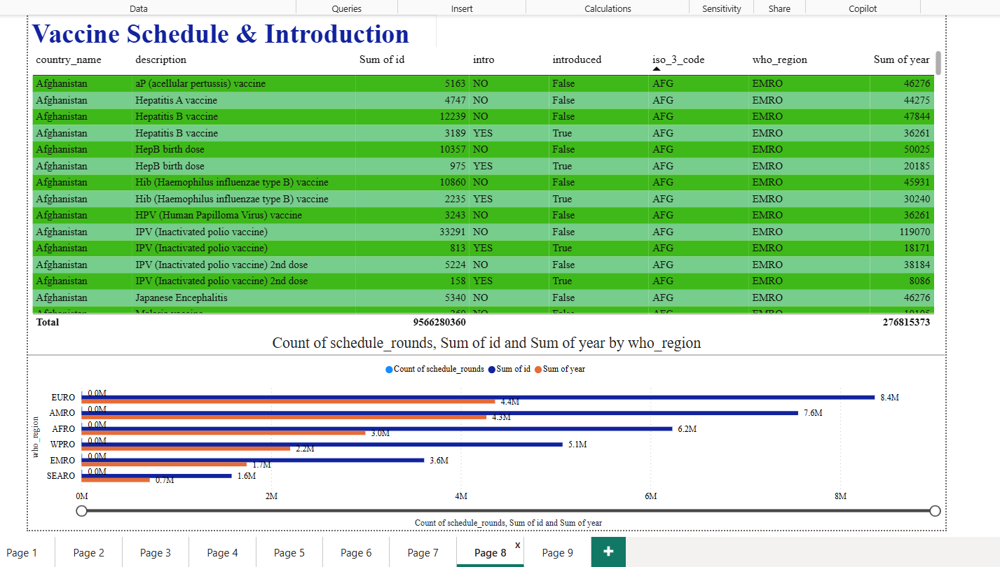 Data Queries Insert Calculations Sensitivity Share Copilot
Vaccine Schedule & Introduction
country_name description Sum of id intro introduced iso_3_code who_region Sum of year
Afghanistan aP (acellular pertussis) vaccine 5163 NO False AFG EMRO 46276
Afghanistan Hepatitis A vaccine 4747 NO False AFG EMRO 44275
Afghanistan Hepatitis B vaccine 12239 NO False AFG EMRO 47844
Afghanistan Hepatitis B vaccine 3189 YES True AFG EMRO 36261
Afghanistan HepB birth dose 10357 NO False AFG EMRO 50025
Afghanistan HepB birth dose 975 YES True AFG EMRO 20185
Afghanistan Hib (Haemophilus influenzae type B) vaccine 10860 NO False AFG EMRO 45931
Afghanistan Hib (Haemophilus influenzae type B) vaccine 2235 YES True AFG EMRO 30240
Afghanistan HPV (Human Papilloma Virus) vaccine 3243 NO False AFG EMRO 36261
Afghanistan IPV (Inactivated polio vaccine) 33291 NO False AFG EMRO 119070
Afghanistan IPV (Inactivated polio vaccine) 813 YES True AFG EMRO 18171
Afghanistan IPV (Inactivated polio vaccine) 2nd dose 5224 NO False AFG EMRO 38184
Afghanistan IPV (Inactivated polio vaccine) 2nd dose 158 YES True AFG EMRO 8086
Afghanistan Japanese Encephalitis 5340 NO False AFG EMRO 46276
Afghanistan Malaria vaccine NO False AFG EMRO
Total 9566280360 276815373
Count of schedule_rounds, Sum of id and Sum of year by who_region
Count of schedule_rounds Sum of id Sum of year
who_region
EURO 0.0M 8.4M 4.4M
AMRO 0.0M 7.6M 4.3M
AFRO 0.0M 6.2M 3.0M
WPRO 0.0M 5.1M 2.2M
EMRO 0.0M 3.6M 1.7M
SEARO 0.0M 1.6M 0.7M
0M 2M 4M 6M 8M
Count of schedule_rounds, Sum of id and Sum of year
Page 1 Page 2 Page 3 Page 4 Page 5 Page 6 Page 7 Page 8 x Page 9 +